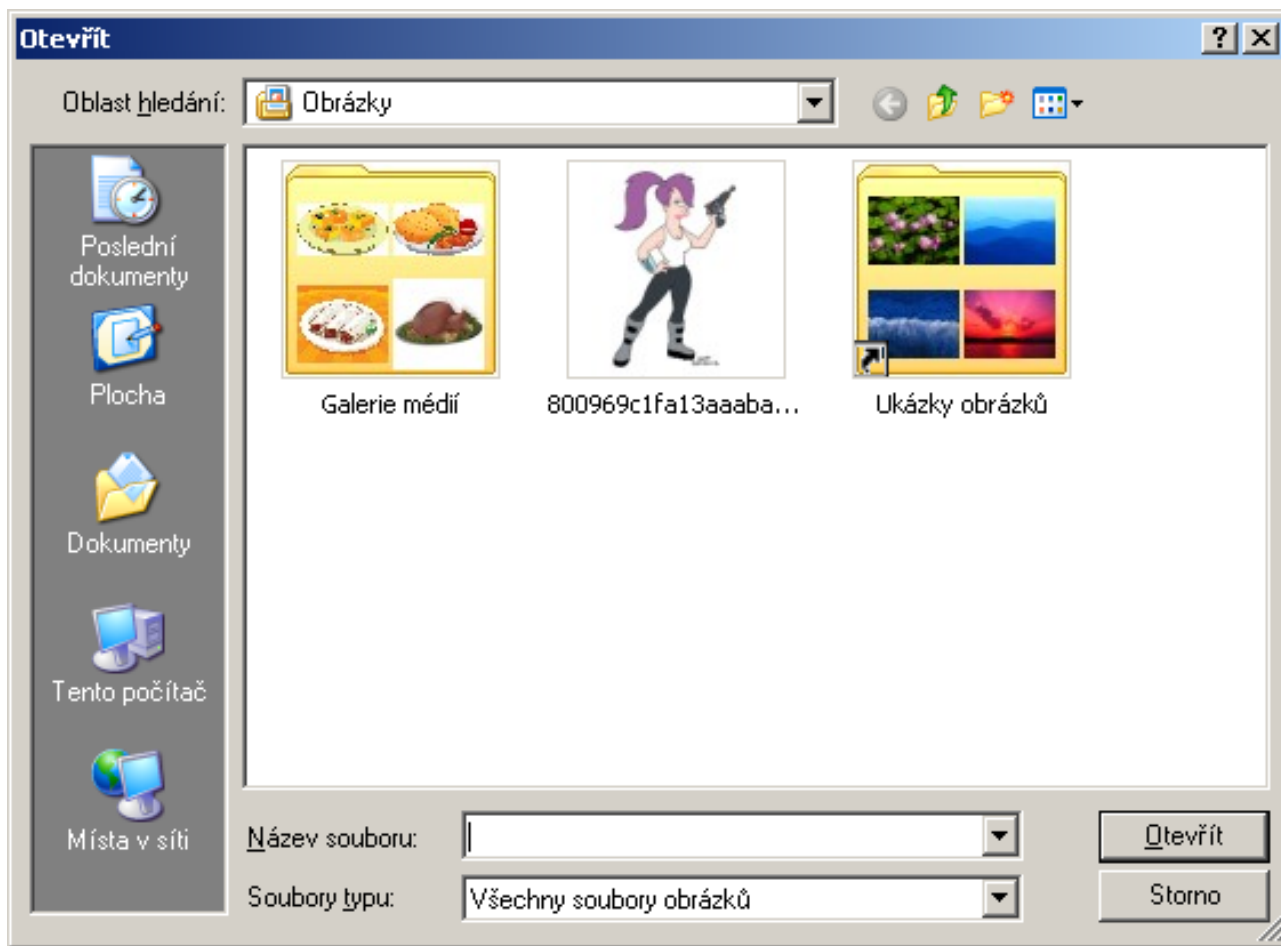 Otevřít
Oblast hledání:
Obrázky
Poslední
dokumenty
Plocha
Dokumenty
Tento počítač
Místa v síti
Galerie médií
800969c1fa13aaaba...
Ukázky obrázků
Název souboru:
Otevřít
Soubory typu:
Všechny soubory obrázků
Storno